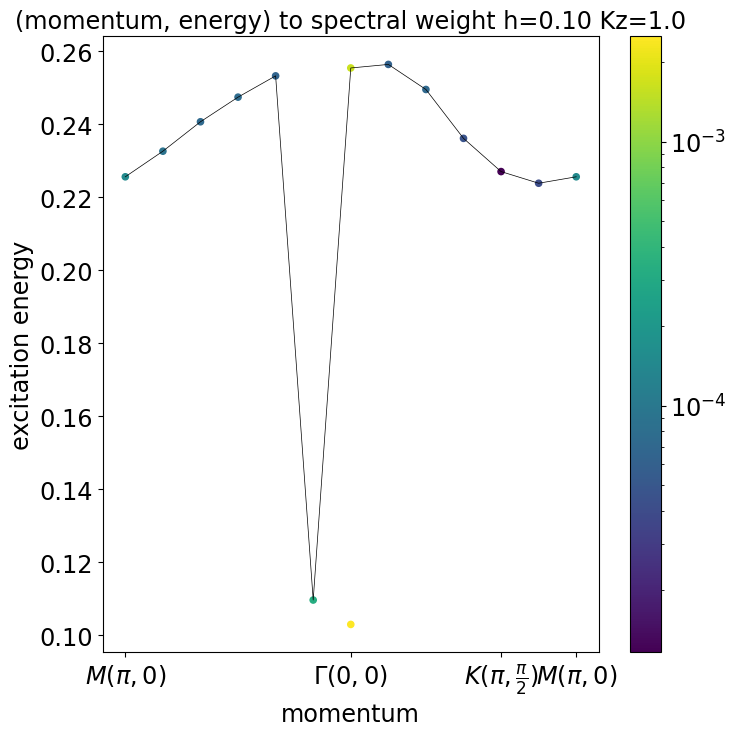 (momentum, energy) to spectral weight h=0.10 Kz=1.0
0.26
0.24
0.22
0.20
0.18
0.16
0.14
0.12
0.10
excitation energy
M(π, 0)
Γ(0, 0)
K(π, π/2)
M(π, 0)
momentum
10⁻³
10⁻⁴